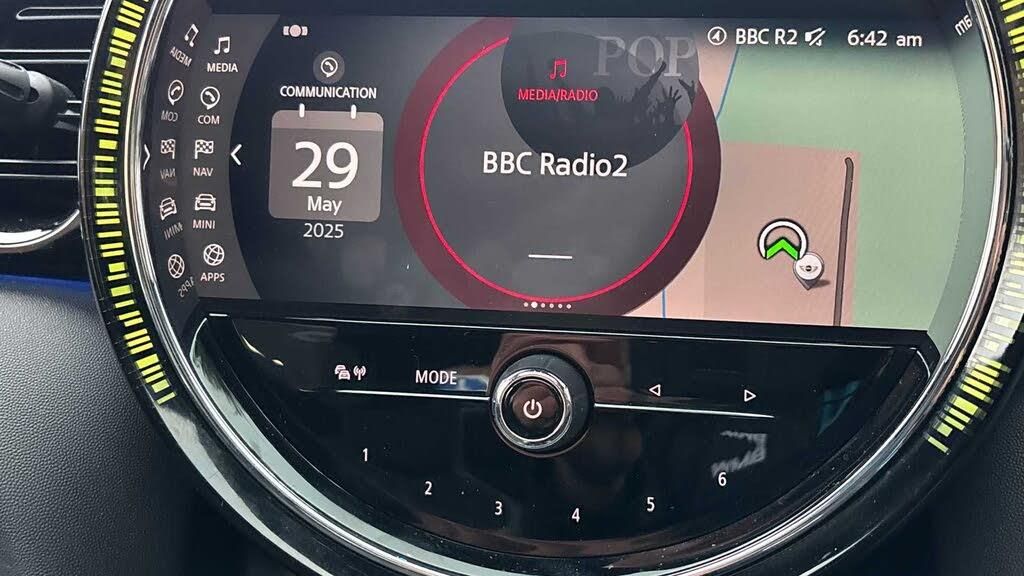 BBC R2
6:42 am
POP
MEDIA/RADIO
BBC Radio2
COMMUNICATION
29
May
2025
MEDIA
COM
NAV
MINI
APPS
MEDIA
COM
NAV
MINI
APPS
MODE
1
2
3
4
5
6